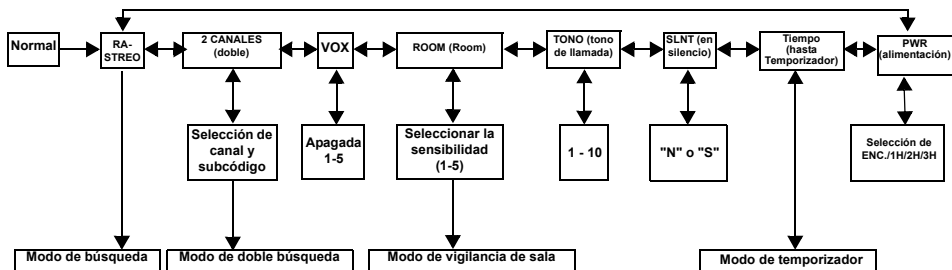 Normal
RA-
STREO
2 CANALES
(doble)
VOX
ROOM (Room)
TONO (tono
de llamada)
SLNT (en
silencio)
Tiempo
(hasta
Temporizador)
PWR
(alimentación)
Selección de
canal y
subcódigo
Apagada
1-5
Seleccionar la
sensibilidad
(1-5)
1 - 10
"N" o "S"
Selección de
ENC./1H/2H/3H
Modo de búsqueda
Modo de doble búsqueda
Modo de vigilancia de sala
Modo de temporizador